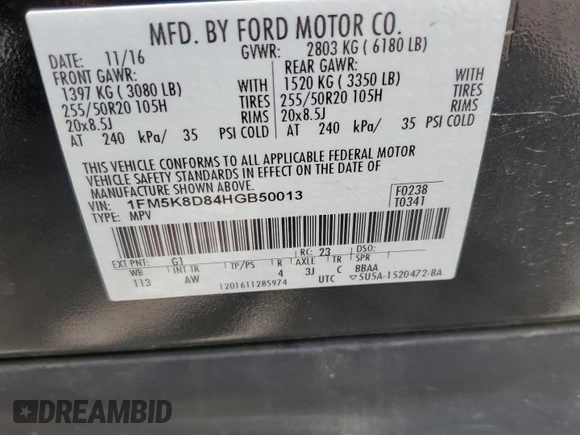 MFD. BY FORD MOTOR CO.
DATE: 11/16 GVWR: 2803 KG ( 6180 LB)
FRONT GAWR: REAR GAWR:
1397 KG ( 3080 LB) WITH 1520 KG ( 3350 LB) WITH
255/50R20 105H TIRES 255/50R20 105H TIRES
20x8.5J RIMS 20x8.5J RIMS
AT 240 kPa/ 35 PSI COLD AT 240 kPa/ 35 PSI COLD
THIS VEHICLE CONFORMS TO ALL APPLICABLE FEDERAL MOTOR
VEHICLE SAFETY STANDARDS IN EFFECT ON THE DATE OF
MANUFACTURE SHOWN ABOVE.
VIN: 1FM5K8D84HGB50013 F0238
TYPE: MPV T0341
EXT PNT: G1 RC: 23 DSO:
WB INT TR TP/PS R AXLE TR SPR
113 AW 4 3J C BBAA
1201611285974 UTC ▽5U5A-1520472-BA
DREAMBID